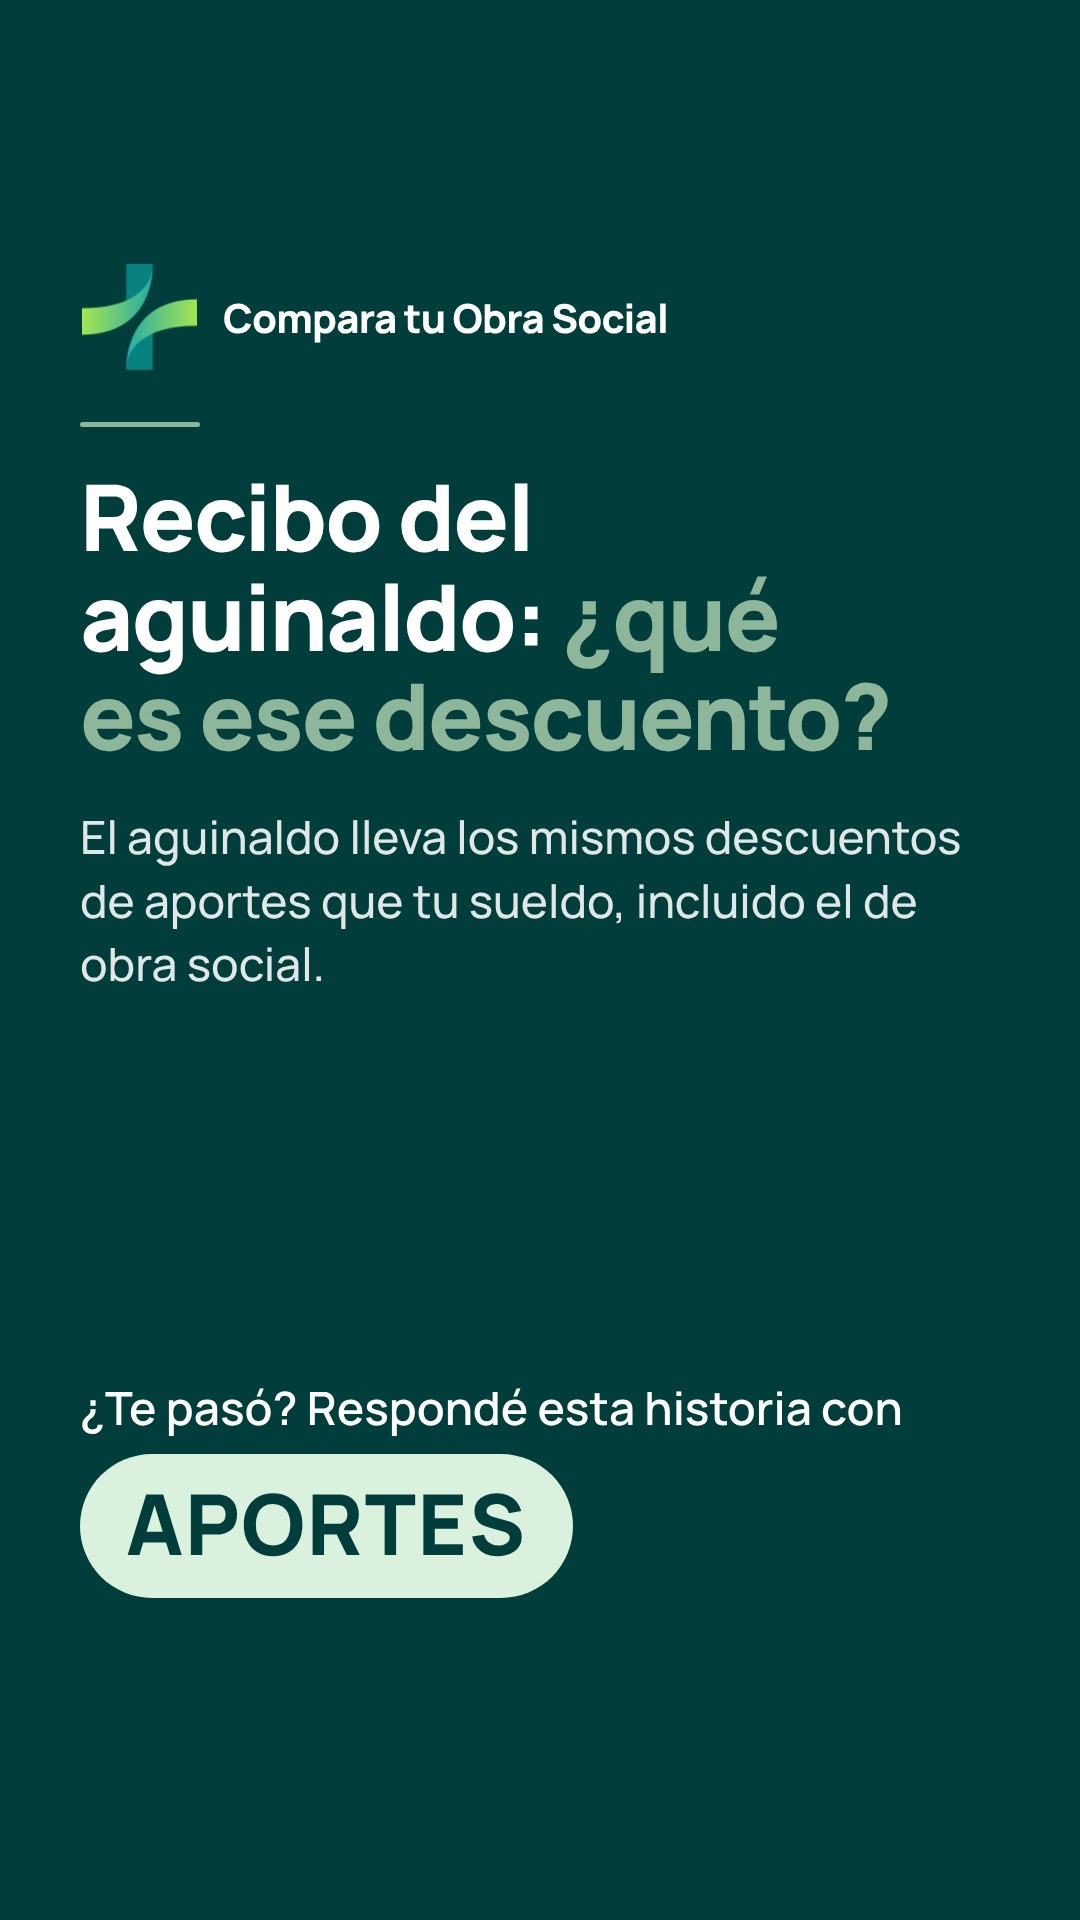 Compara tu Obra Social
Recibo del
aguinaldo: ¿qué
es ese descuento?
El aguinaldo lleva los mismos descuentos
de aportes que tu sueldo, incluido el de
obra social.
¿Te pasó? Respondé esta historia con
APORTES